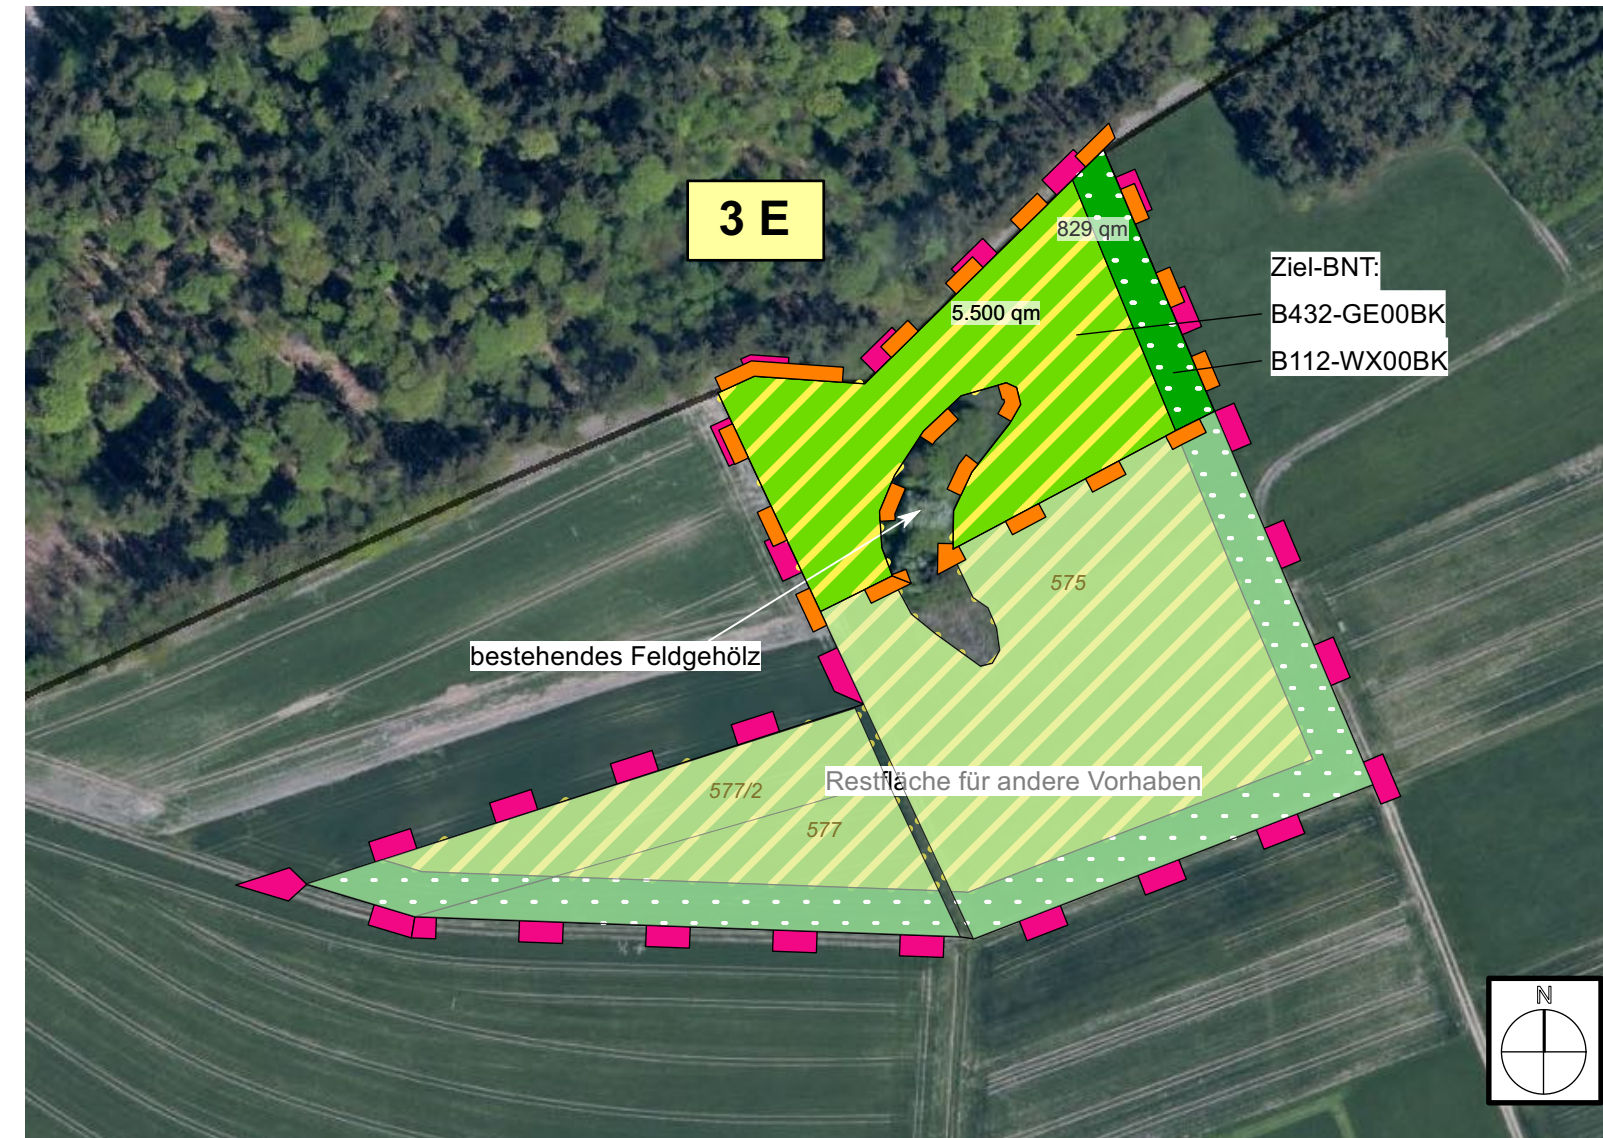 3 E
829 qm
Ziel-BNT:
5.500 qm
B432-GE00BK
B112-WX00BK
575
bestehendes Feldgehölz
Restfläche für andere Vorhaben
577/2
577
N